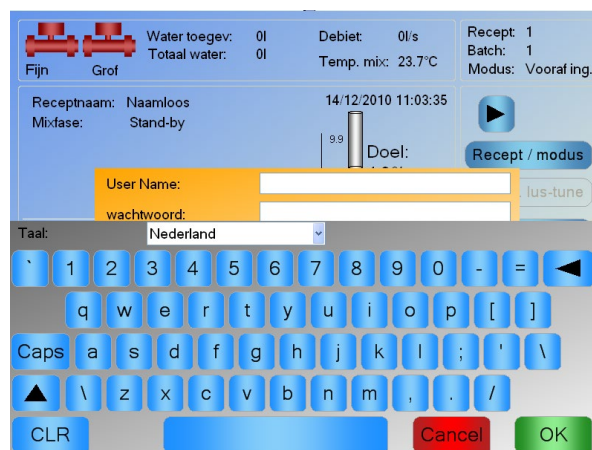 Water toegev: 0l
Totaal water: 0l
Fijn Grof
Debiet: 0l/s
Temp. mix: 23.7°C
Recept: 1
Batch: 1
Modus: Vooraf ing.
Receptnaam: Naamloos
Mixfase: Stand-by
14/12/2010 11:03:35
9.9
Doel:
Recept / modus
lus-tune
User Name:
wachtwoord:
Taal: Nederland
` 1 2 3 4 5 6 7 8 9 0 - =
q w e r t y u i o p [ ]
Caps a s d f g h j k l ; ' \
\ z x c v b n m , . /
CLR Cancel OK